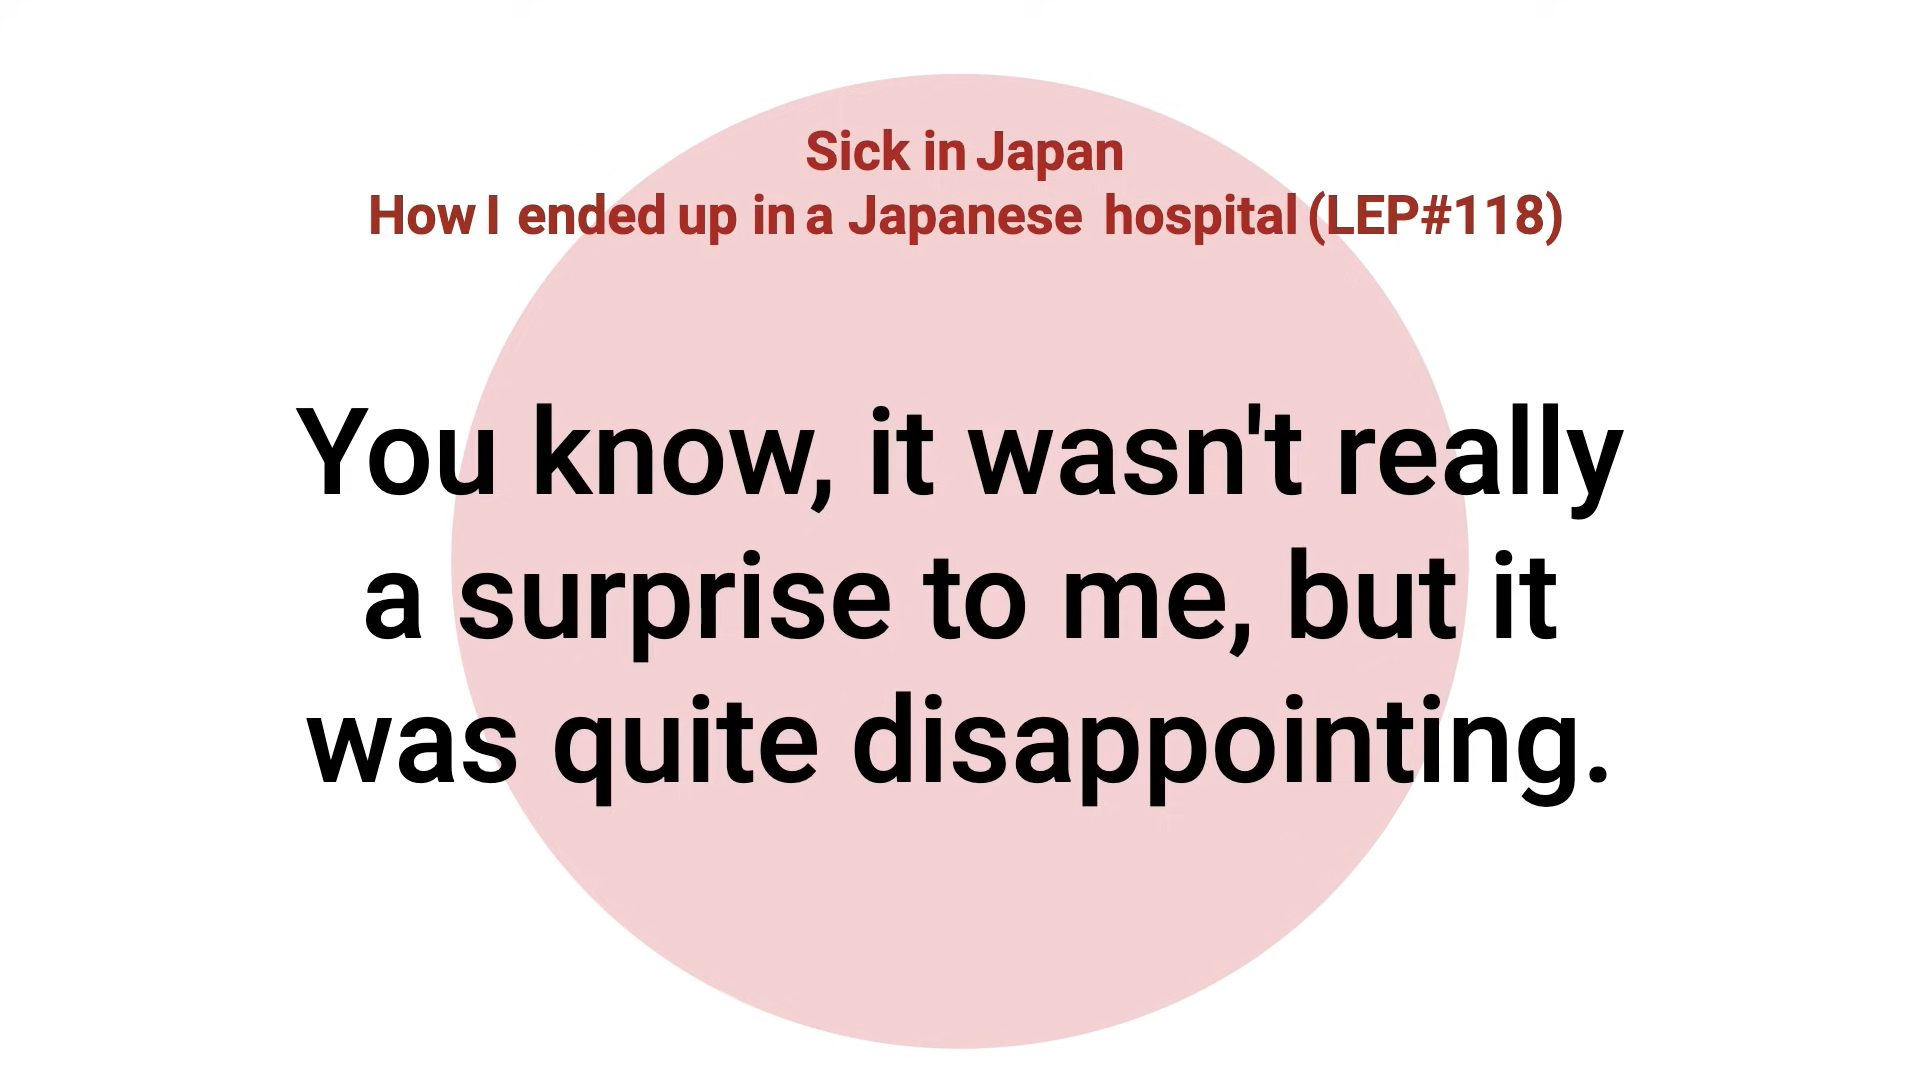 Sick in Japan
How I ended up in a Japanese hospital (LEP#118)
You know, it wasn't really
a surprise to me, but it
was quite disappointing.